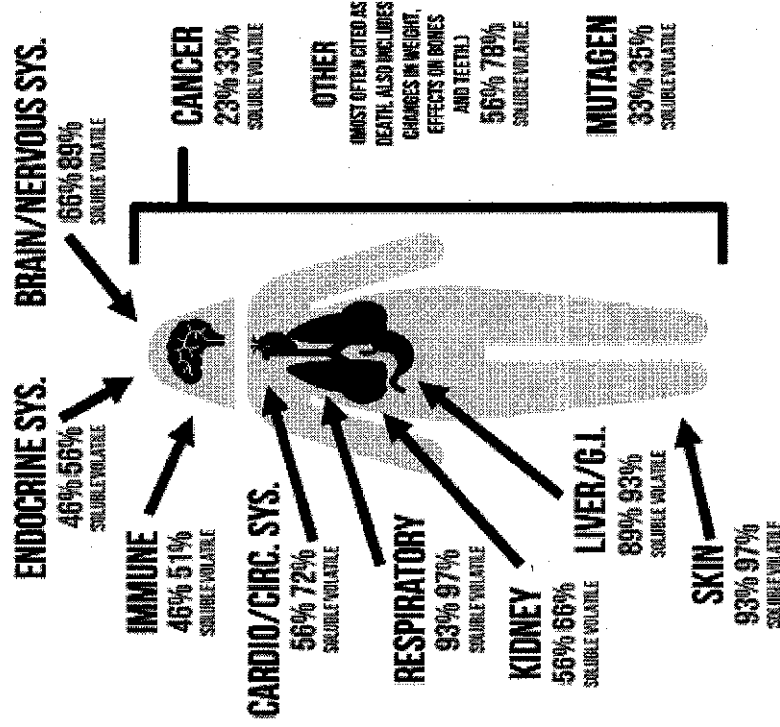 BRAIN/NERVOUS SYS.
66% 89%
SOLUBLE VOLATILE
ENDOCRINE SYS.
46% 56%
SOLUBLE VOLATILE
IMMUNE
46% 51%
SOLUBLE VOLATILE
CARDIO/CIRC. SYS.
56% 72%
SOLUBLE VOLATILE
RESPIRATORY
93% 97%
SOLUBLE VOLATILE
KIDNEY
56% 66%
SOLUBLE VOLATILE
LIVER/G.I.
89% 93%
SOLUBLE VOLATILE
SKIN
93% 97%
SOLUBLE VOLATILE
CANCER
23% 33%
SOLUBLE VOLATILE
OTHER
(MOST OFTEN CITED AS
DEATH. ALSO INCLUDES
CHANGES IN WEIGHT,
EFFECTS ON BONES
AND TEETH.)
56% 78%
SOLUBLE VOLATILE
MUTAGEN
33% 35%
SOLUBLE VOLATILE